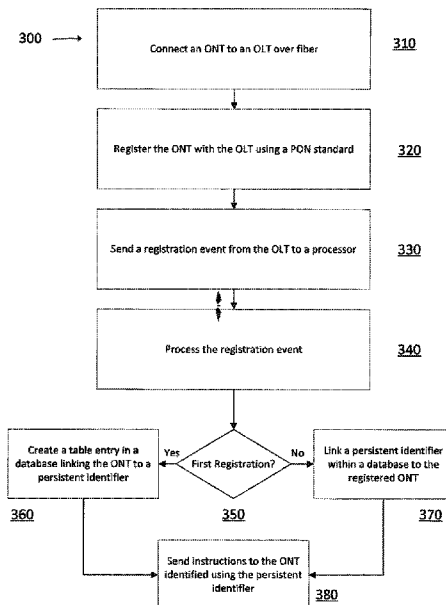 300
Connect an ONT to an OLT over fiber
310
Register the ONT with the OLT using a PON standard
320
Send a registration event from the OLT to a processor
330
Process the registration event
340
Create a table entry in a
database linking the ONT to a
persistent identifier
360
Yes
First Registration?
350
No
Link a persistent identifier
within a database to the
registered ONT
370
Send instructions to the ONT
identified using the persistent
identifier
380